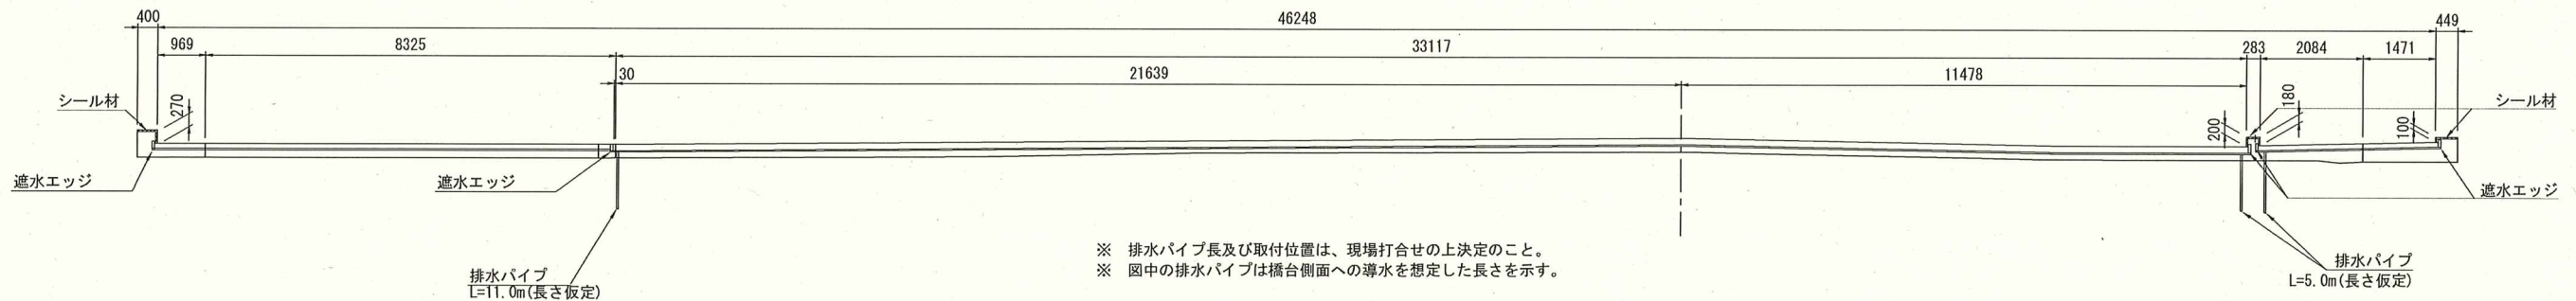 400
46248
449
969
8325
33117
283
2084
1471
30
21639
11478
シール材
270
180
シール材
200
100
遮水エッジ
遮水エッジ
遮水エッジ
※ 排水パイプ長及び取付位置は、現場打合せの上決定のこと。
※ 図中の排水パイプは橋台側面への導水を想定した長さを示す。
排水パイプ
L=11.0m(長さ仮定)
排水パイプ
L=5.0m(長さ仮定)